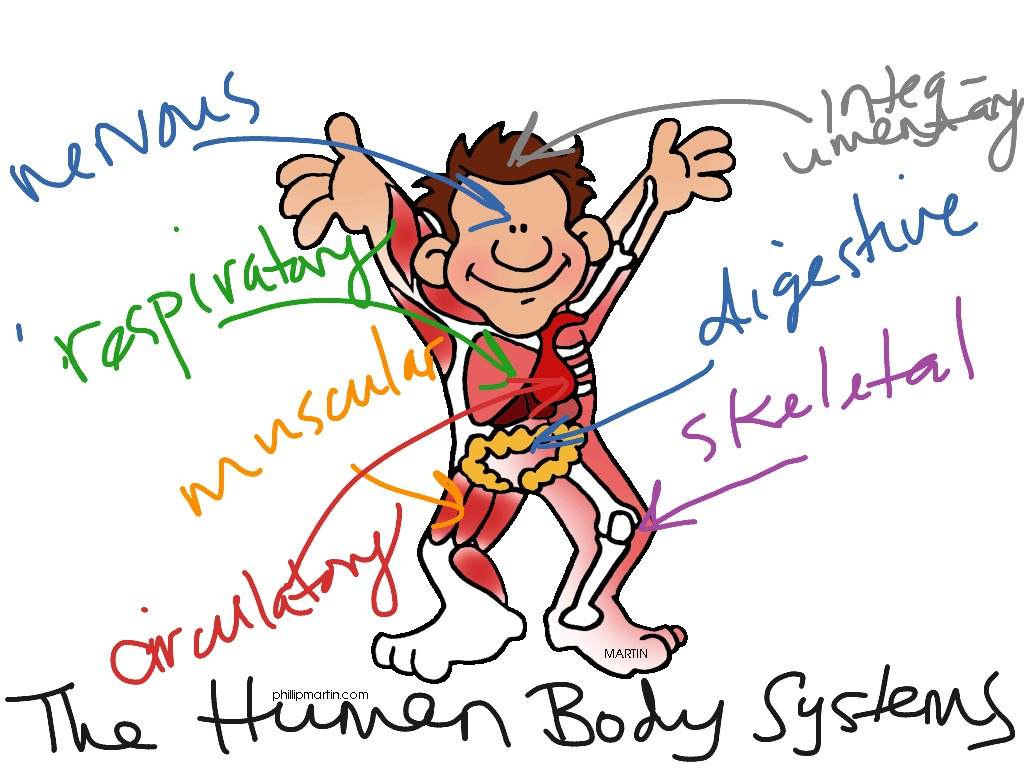 nervous
integ-
umentary
respiratory
digestive
muscular
skeletal
circulatory
MARTIN
phillipmartin.com
The Human Body Systems